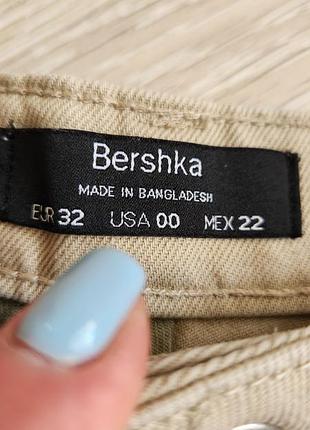 Bershka
MADE IN BANGLADESH
EUR 32 USA 00 MEX 22